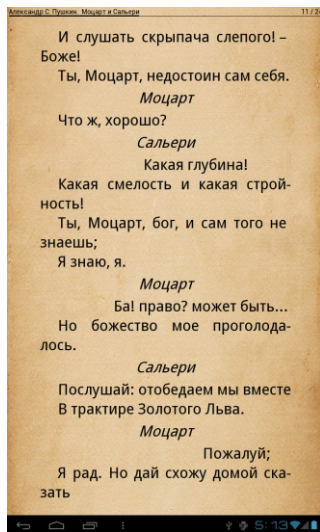 Александр С. Пушкин. Моцарт и Сальери 11 / 2
И слушать скрыпача слепого! –
Боже!
Ты, Моцарт, недостоин сам себя.
Моцарт
Что ж, хорошо?
Сальери
Какая глубина!
Какая смелость и какая строй-
ность!
Ты, Моцарт, бог, и сам того не
знаешь;
Я знаю, я.
Моцарт
Ба! право? может быть...
Но божество мое проголода-
лось.
Сальери
Послушай: отобедаем мы вместе
В трактире Золотого Льва.
Моцарт
Пожалуй;
Я рад. Но дай схожу домой ска-
зать
5:13